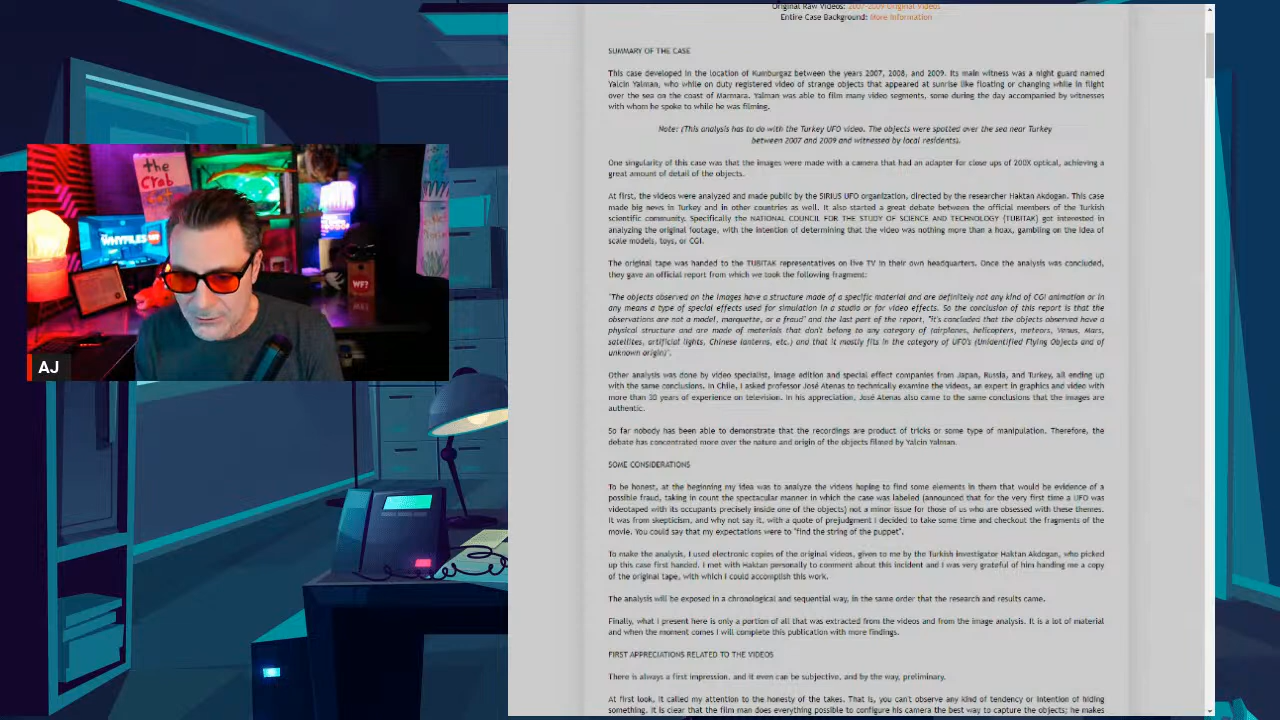 Original Raw Videos: 2007-2009 Original Videos
Entire Case Background: More Information
SUMMARY OF THE CASE
This case developed in the location of Kumburgaz between the years 2007, 2008, and 2009. Its main witness was a night guard named
Yalcin Yalman, who while on duty registered video of strange objects that appeared at sunrise like floating or changing while in flight
over the sea on the coast of Marmara. Yalman was able to film many video segments, some during the day accompanied by witnesses
with whom he spoke to while he was filming.
Note: (This analysis has to do with the Turkey UFO video. The objects were spotted over the sea near Turkey
between 2007 and 2009 and witnessed by local residents).
One singularity of this case was that the images were made with a camera that had an adapter for close ups of 200X optical, achieving a
great amount of detail of the objects.
At first, the videos were analyzed and made public by the SIRIUS UFO organization, directed by the researcher Haktan Akdogan. This case
made big news in Turkey and in other countries as well. It also started a great debate between the official members of the Turkish
scientific community. Specifically the NATIONAL COUNCIL FOR THE STUDY OF SCIENCE AND TECHNOLOGY (TUBITAK) got interested in
analyzing the original footage, with the intention of determining that the video was nothing more than a hoax, gambling on the idea of
scale models, toys, or CGI.
The original tape was handed to the TUBITAK representatives on live TV in their own headquarters. Once the analysis was concluded,
they gave an official report from which we took the following fragment:
"The objects observed on the images have a structure made of a specific material and are definitely not any kind of CGI animation or in
any means a type of special effects used for simulation in a studio or for video effects. So the conclusion of this report is that the
observations are not a model, marquette, or a fraud" and the last part of the report, "it's concluded that the objects observed have a
physical structure and are made of materials that don't belong to any category of (airplanes, helicopters, meteors, Venus, Mars,
satellites, artificial lights, Chinese lanterns, etc.) and that it mostly fits in the category of UFO's (Unidentified Flying Objects and of
unknown origin)".
Other analysis was done by video specialist, image edition and special effect companies from Japan, Russia, and Turkey, all ending up
with the same conclusions. In Chile, I asked professor José Atenas to technically examine the videos, an expert in graphics and video with
more than 30 years of experience on television. In his appreciation, José Atenas also came to the same conclusions that the images are
authentic.
So far nobody has been able to demonstrate that the recordings are product of tricks or some type of manipulation. Therefore, the
debate has concentrated more over the nature and origin of the objects filmed by Yalcin Yalman.
SOME CONSIDERATIONS
To be honest, at the beginning my idea was to analyze the videos hoping to find some elements in them that would be evidence of a
possible fraud, taking in count the spectacular manner in which the case was labeled (announced that for the very first time a UFO was
videotaped with its occupants precisely inside one of the objects) not a minor issue for those of us who are obsessed with these themes.
It was from skepticism, and why not say it, with a quote of prejudgment I decided to take some time and checkout the fragments of the
movie. You could say that my expectations were to "find the string of the puppet".
To make the analysis, I used electronic copies of the original videos, given to me by the Turkish investigator Haktan Akdogan, who picked
up this case first handed. I met with Haktan personally to comment about this incident and I was very grateful of him handing me a copy
of the original tape, with which I could accomplish this work.
The analysis will be exposed in a chronological and sequential way, in the same order that the research and results came.
Finally, what I present here is only a portion of all that was extracted from the videos and from the image analysis. It is a lot of material
and when the moment comes I will complete this publication with more findings.
FIRST APPRECIATIONS RELATED TO THE VIDEOS
There is always a first impression, and it even can be subjective, and by the way, preliminary.
At first look, it called my attention to the honesty of the takes. That is, you can't observe any kind of tendency or intention of hiding
something. It is clear that the film man does everything possible to configure his camera the best way to capture the objects; he makes
the
Crab
WHYFILES
WF?
AJ